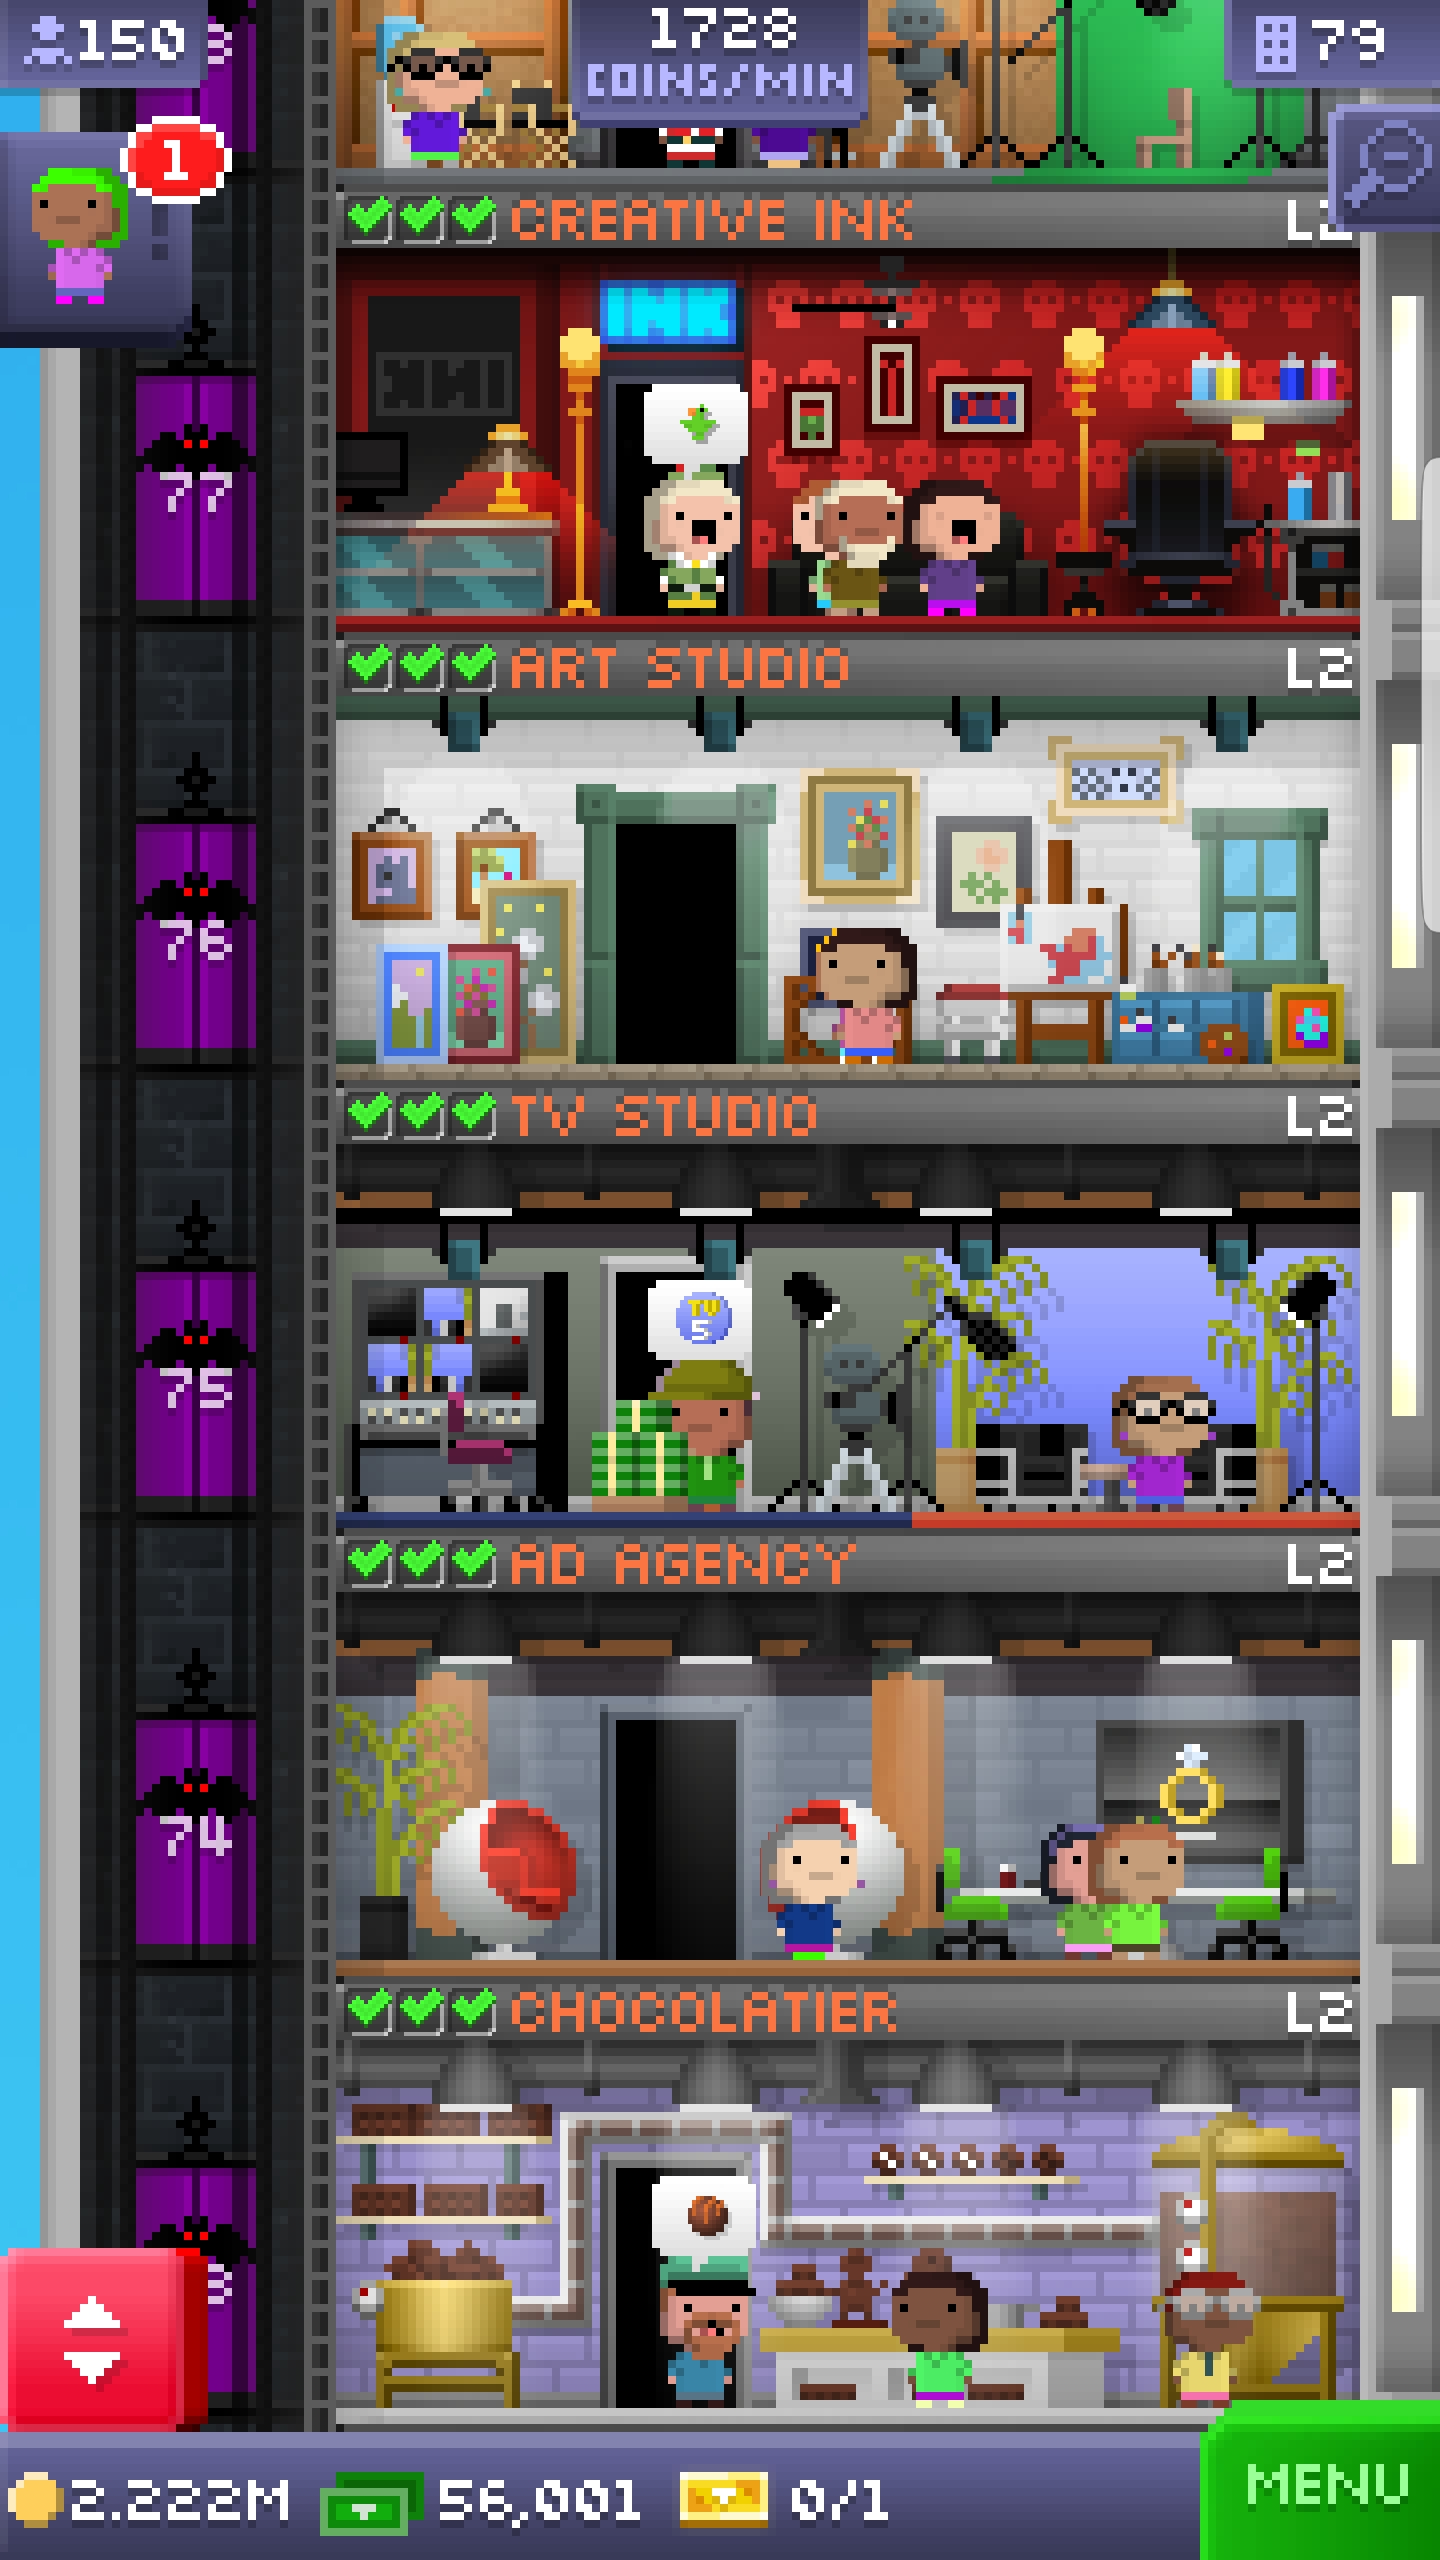 150
1728
COINS/MIN
79
1
CREATIVE INK
INK
77
ART STUDIO L2
76
TV STUDIO L2
TV
5
75
AD AGENCY L2
74
CHOCOLATIER L2
2.222M 56,001 0/1
MENU